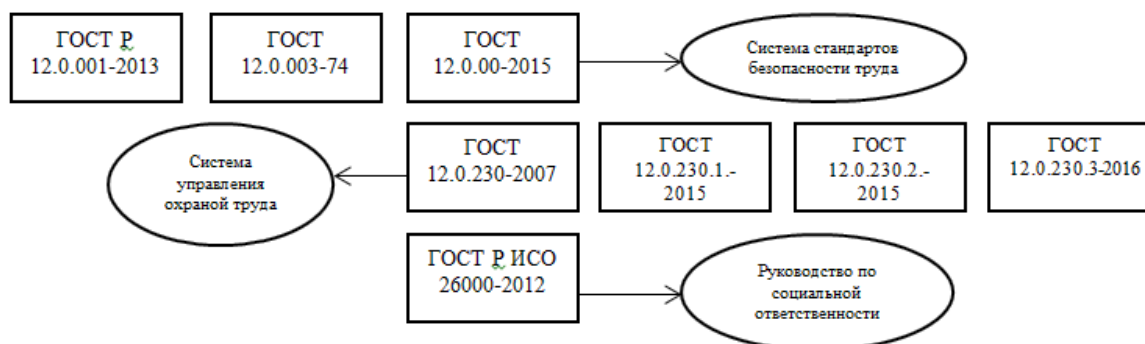 ГОСТ Р
12.0.001-2013
ГОСТ
12.0.003-74
ГОСТ
12.0.00-2015
Система стандартов
безопасности труда
Система
управления
охраной труда
ГОСТ
12.0.230-2007
ГОСТ
12.0.230.1.-
2015
ГОСТ
12.0.230.2.-
2015
ГОСТ
12.0.230.3-2016
ГОСТ Р ИСО
26000-2012
Руководство по
социальной
ответственности